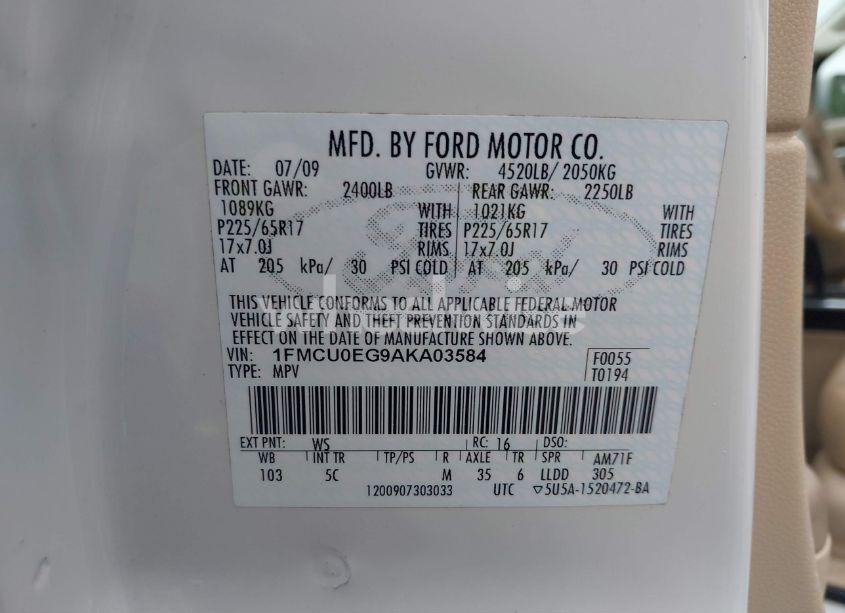 MFD. BY FORD MOTOR CO.
DATE: 07/09 GVWR: 4520LB/ 2050KG
FRONT GAWR: 2400LB REAR GAWR: 2250LB
1089KG WITH 1021KG WITH
P225/65R17 TIRES P225/65R17 TIRES
17x7.0J RIMS 17x7.0J RIMS
AT 205 kPa/ 30 PSI COLD AT 205 kPa/ 30 PSI COLD
THIS VEHICLE CONFORMS TO ALL APPLICABLE FEDERAL MOTOR
VEHICLE SAFETY AND THEFT PREVENTION STANDARDS IN
EFFECT ON THE DATE OF MANUFACTURE SHOWN ABOVE.
VIN: 1FMCU0EG9AKA03584 F0055
TYPE: MPV T0194
EXT PNT: WS RC: 16 DSO:
WB INT TR TP/PS R AXLE TR SPR AM71F
103 5C M 35 6 LLDD 305
1200907303033 UTC ▽5U5A-1520472-BA